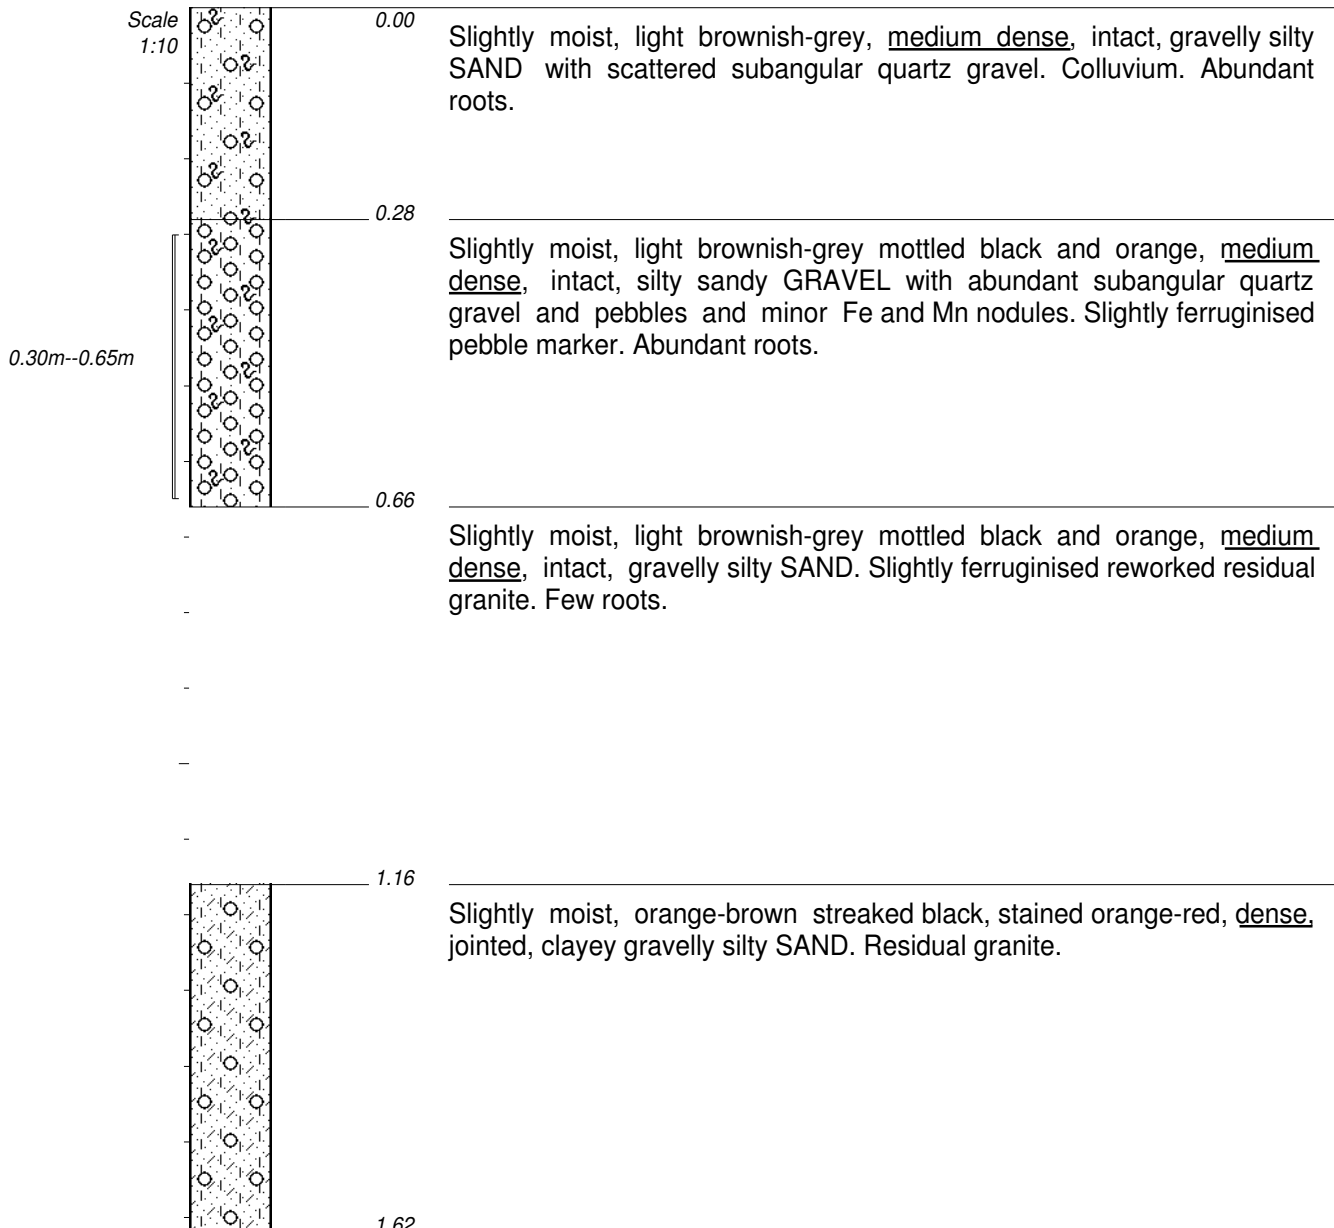 Scale
1:10
0.00
Slightly moist, light brownish-grey, medium dense, intact, gravelly silty
SAND with scattered subangular quartz gravel. Colluvium. Abundant
roots.
0.28
Slightly moist, light brownish-grey mottled black and orange, medium
dense, intact, silty sandy GRAVEL with abundant subangular quartz
gravel and pebbles and minor Fe and Mn nodules. Slightly ferruginised
pebble marker. Abundant roots.
0.30m--0.65m
0.66
Slightly moist, light brownish-grey mottled black and orange, medium
dense, intact, gravelly silty SAND. Slightly ferruginised reworked residual
granite. Few roots.
1.16
Slightly moist, orange-brown streaked black, stained orange-red, dense,
jointed, clayey gravelly silty SAND. Residual granite.
1.62